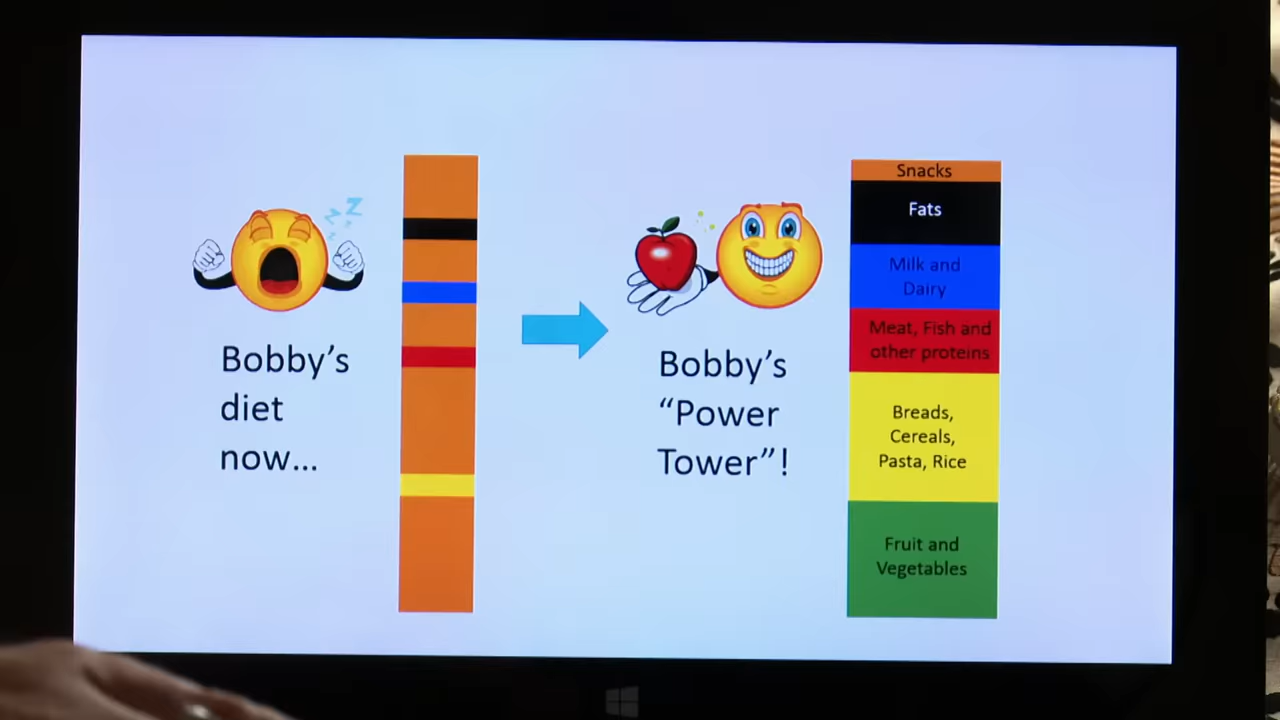 Bobby's
diet
now...
Bobby's
"Power
Tower"!
Snacks
Fats
Milk and
Dairy
Meat, Fish and
other proteins
Breads,
Cereals,
Pasta, Rice
Fruit and
Vegetables
z
z
z
z